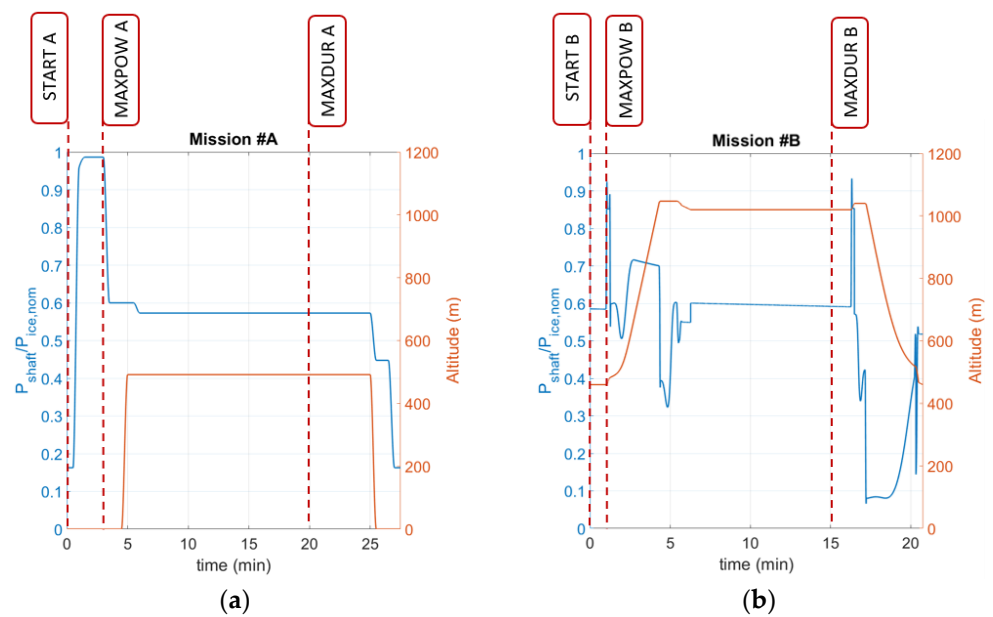 START A
MAXPOW A
MAXDUR A
Mission #A
1
0.9
0.8
0.7
0.6
0.5
0.4
0.3
0.2
0.1
0
P_shaft/P_ice,nom
1200
1000
800
600
400
200
0
Altitude (m)
0 5 10 15 20 25
time (min)
(a)
START B
MAXPOW B
MAXDUR B
Mission #B
1
0.9
0.8
0.7
0.6
0.5
0.4
0.3
0.2
0.1
0
P_shaft/P_ice,nom
1200
1000
800
600
400
200
0
Altitude (m)
0 5 10 15 20
time (min)
(b)